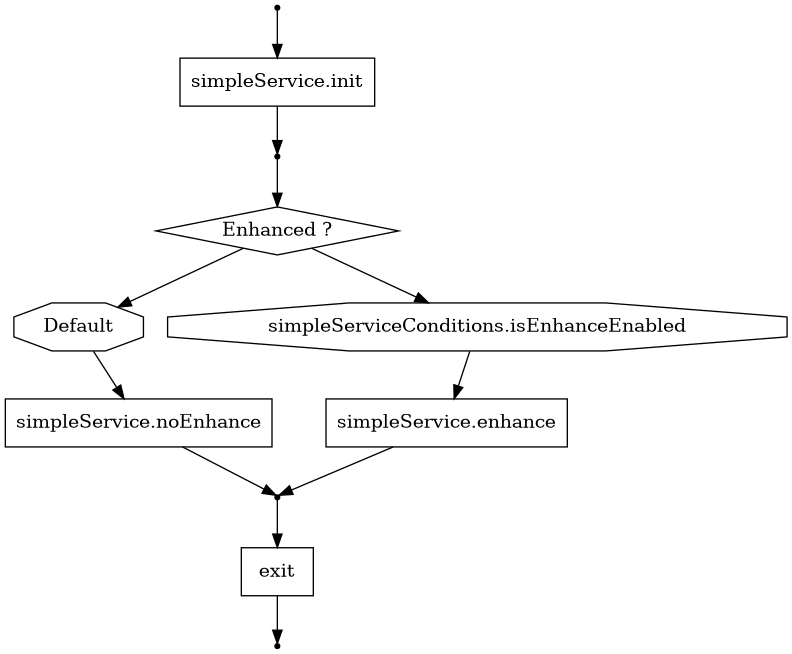 simpleService.init
Enhanced ?
Default
simpleServiceConditions.isEnhanceEnabled
simpleService.noEnhance
simpleService.enhance
exit